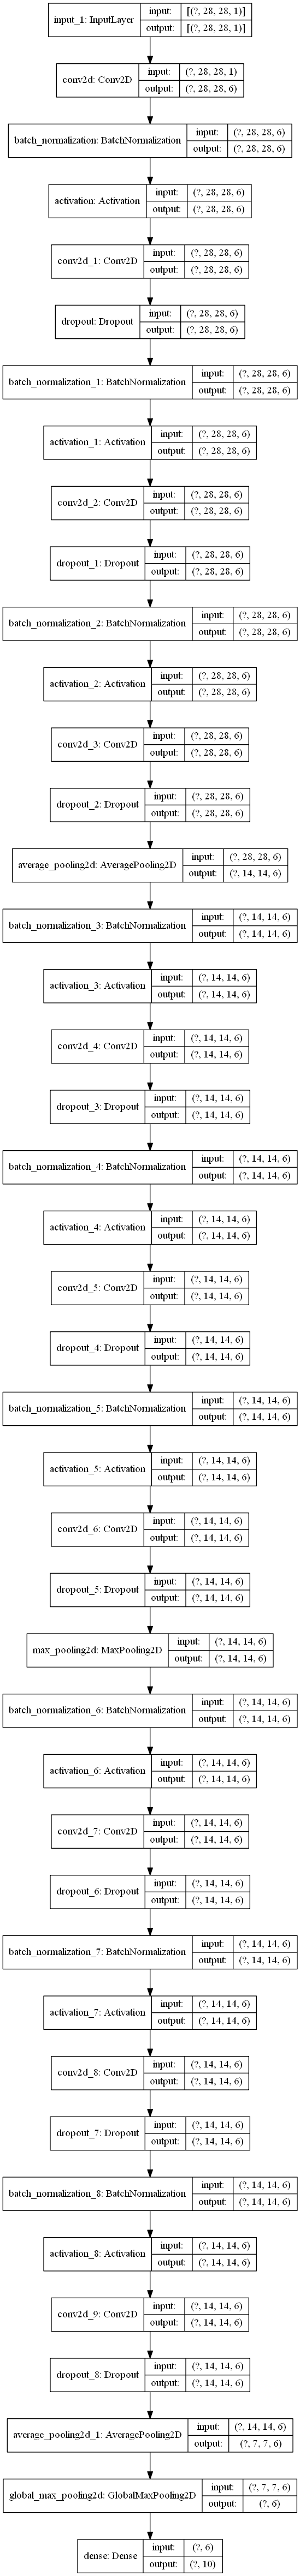 input_1: InputLayer
input: [(?, 28, 28, 1)]
output: [(?, 28, 28, 1)]
conv2d: Conv2D
input: (?, 28, 28, 1)
output: (?, 28, 28, 6)
batch_normalization: BatchNormalization
input: (?, 28, 28, 6)
output: (?, 28, 28, 6)
activation: Activation
input: (?, 28, 28, 6)
output: (?, 28, 28, 6)
conv2d_1: Conv2D
input: (?, 28, 28, 6)
output: (?, 28, 28, 6)
dropout: Dropout
input: (?, 28, 28, 6)
output: (?, 28, 28, 6)
batch_normalization_1: BatchNormalization
input: (?, 28, 28, 6)
output: (?, 28, 28, 6)
activation_1: Activation
input: (?, 28, 28, 6)
output: (?, 28, 28, 6)
conv2d_2: Conv2D
input: (?, 28, 28, 6)
output: (?, 28, 28, 6)
dropout_1: Dropout
input: (?, 28, 28, 6)
output: (?, 28, 28, 6)
batch_normalization_2: BatchNormalization
input: (?, 28, 28, 6)
output: (?, 28, 28, 6)
activation_2: Activation
input: (?, 28, 28, 6)
output: (?, 28, 28, 6)
conv2d_3: Conv2D
input: (?, 28, 28, 6)
output: (?, 28, 28, 6)
dropout_2: Dropout
input: (?, 28, 28, 6)
output: (?, 28, 28, 6)
average_pooling2d: AveragePooling2D
input: (?, 28, 28, 6)
output: (?, 14, 14, 6)
batch_normalization_3: BatchNormalization
input: (?, 14, 14, 6)
output: (?, 14, 14, 6)
activation_3: Activation
input: (?, 14, 14, 6)
output: (?, 14, 14, 6)
conv2d_4: Conv2D
input: (?, 14, 14, 6)
output: (?, 14, 14, 6)
dropout_3: Dropout
input: (?, 14, 14, 6)
output: (?, 14, 14, 6)
batch_normalization_4: BatchNormalization
input: (?, 14, 14, 6)
output: (?, 14, 14, 6)
activation_4: Activation
input: (?, 14, 14, 6)
output: (?, 14, 14, 6)
conv2d_5: Conv2D
input: (?, 14, 14, 6)
output: (?, 14, 14, 6)
dropout_4: Dropout
input: (?, 14, 14, 6)
output: (?, 14, 14, 6)
batch_normalization_5: BatchNormalization
input: (?, 14, 14, 6)
output: (?, 14, 14, 6)
activation_5: Activation
input: (?, 14, 14, 6)
output: (?, 14, 14, 6)
conv2d_6: Conv2D
input: (?, 14, 14, 6)
output: (?, 14, 14, 6)
dropout_5: Dropout
input: (?, 14, 14, 6)
output: (?, 14, 14, 6)
max_pooling2d: MaxPooling2D
input: (?, 14, 14, 6)
output: (?, 14, 14, 6)
batch_normalization_6: BatchNormalization
input: (?, 14, 14, 6)
output: (?, 14, 14, 6)
activation_6: Activation
input: (?, 14, 14, 6)
output: (?, 14, 14, 6)
conv2d_7: Conv2D
input: (?, 14, 14, 6)
output: (?, 14, 14, 6)
dropout_6: Dropout
input: (?, 14, 14, 6)
output: (?, 14, 14, 6)
batch_normalization_7: BatchNormalization
input: (?, 14, 14, 6)
output: (?, 14, 14, 6)
activation_7: Activation
input: (?, 14, 14, 6)
output: (?, 14, 14, 6)
conv2d_8: Conv2D
input: (?, 14, 14, 6)
output: (?, 14, 14, 6)
dropout_7: Dropout
input: (?, 14, 14, 6)
output: (?, 14, 14, 6)
batch_normalization_8: BatchNormalization
input: (?, 14, 14, 6)
output: (?, 14, 14, 6)
activation_8: Activation
input: (?, 14, 14, 6)
output: (?, 14, 14, 6)
conv2d_9: Conv2D
input: (?, 14, 14, 6)
output: (?, 14, 14, 6)
dropout_8: Dropout
input: (?, 14, 14, 6)
output: (?, 14, 14, 6)
average_pooling2d_1: AveragePooling2D
input: (?, 14, 14, 6)
output: (?, 7, 7, 6)
global_max_pooling2d: GlobalMaxPooling2D
input: (?, 7, 7, 6)
output: (?, 6)
dense: Dense
input: (?, 6)
output: (?, 10)